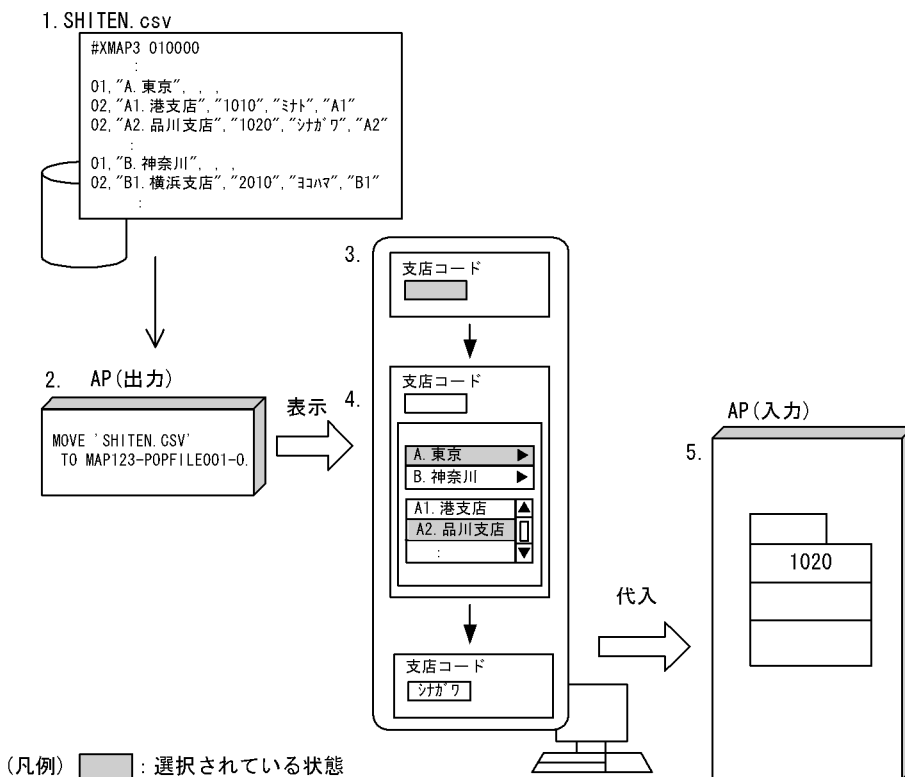 1. SHITEN.csv
#XMAP3 010000
:
01,"A.東京", , ,
02,"A1.港支店","1010","ﾐﾅﾄ","A1"
02,"A2.品川支店","1020","ｼﾅｶﾞﾜ","A2"
:
01,"B.神奈川", , ,
02,"B1.横浜支店","2010","ﾖｺﾊﾏ","B1"
:
2. AP(出力)
MOVE 'SHITEN.CSV'
TO MAP123-POPFILE001-O.
表示
3.
支店コード
4.
支店コード
A.東京 ▶
B.神奈川 ▶
A1.港支店 ▲
A2.品川支店
: ▼
支店コード
ｼﾅｶﾞﾜ
代入
AP(入力)
5.
1020
(凡例) : 選択されている状態